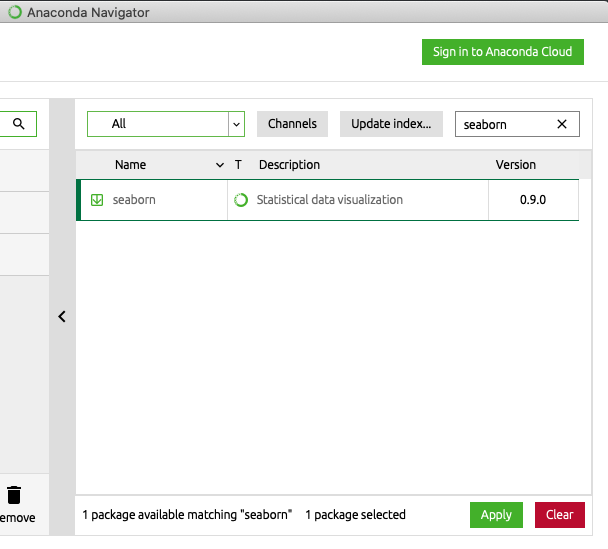 Anaconda Navigator
Sign in to Anaconda Cloud
All
Channels
Update index...
seaborn
Name
T
Description
Version
seaborn
Statistical data visualization
0.9.0
emove
1 package available matching "seaborn"
1 package selected
Apply
Clear